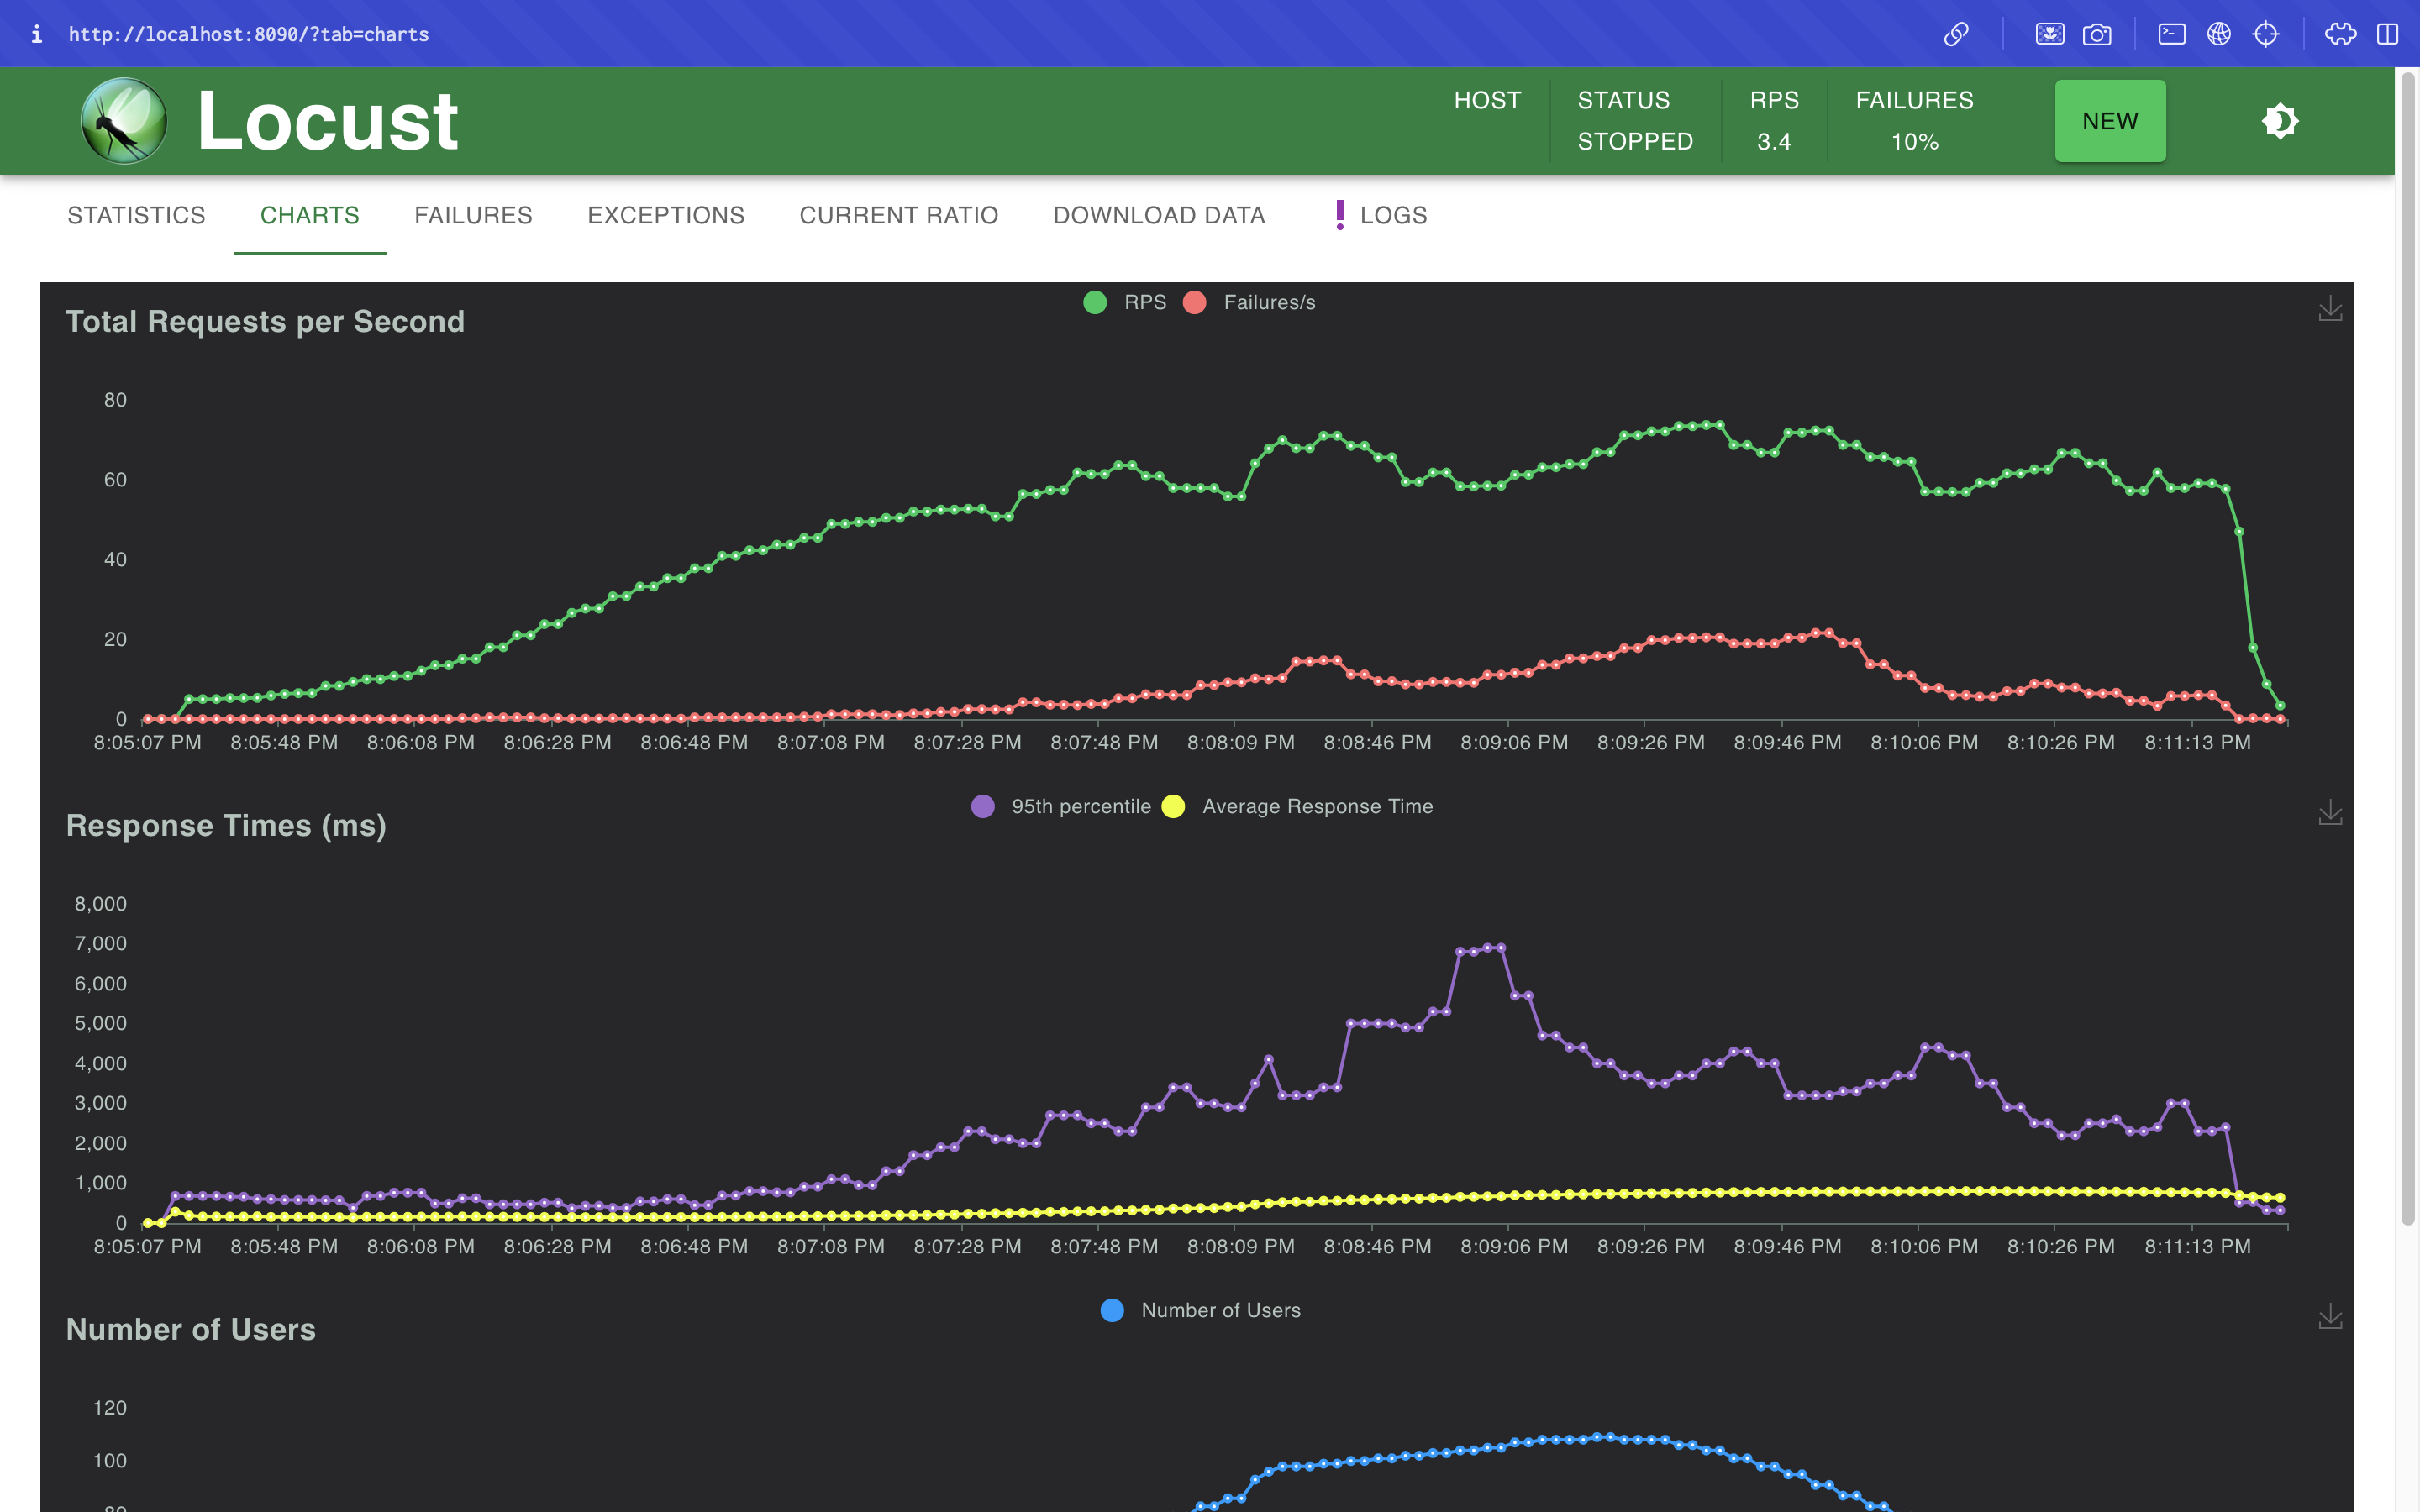 http://localhost:8090/?tab=charts
Locust
HOST
STATUS
STOPPED
RPS
3.4
FAILURES
10%
NEW
STATISTICS
CHARTS
FAILURES
EXCEPTIONS
CURRENT RATIO
DOWNLOAD DATA
LOGS
Total Requests per Second
RPS
Failures/s
80
60
40
20
0
8:05:07 PM
8:05:48 PM
8:06:08 PM
8:06:28 PM
8:06:48 PM
8:07:08 PM
8:07:28 PM
8:07:48 PM
8:08:09 PM
8:08:46 PM
8:09:06 PM
8:09:26 PM
8:09:46 PM
8:10:06 PM
8:10:26 PM
8:11:13 PM
Response Times (ms)
95th percentile
Average Response Time
8,000
7,000
6,000
5,000
4,000
3,000
2,000
1,000
0
8:05:07 PM
8:05:48 PM
8:06:08 PM
8:06:28 PM
8:06:48 PM
8:07:08 PM
8:07:28 PM
8:07:48 PM
8:08:09 PM
8:08:46 PM
8:09:06 PM
8:09:26 PM
8:09:46 PM
8:10:06 PM
8:10:26 PM
8:11:13 PM
Number of Users
Number of Users
120
100
80